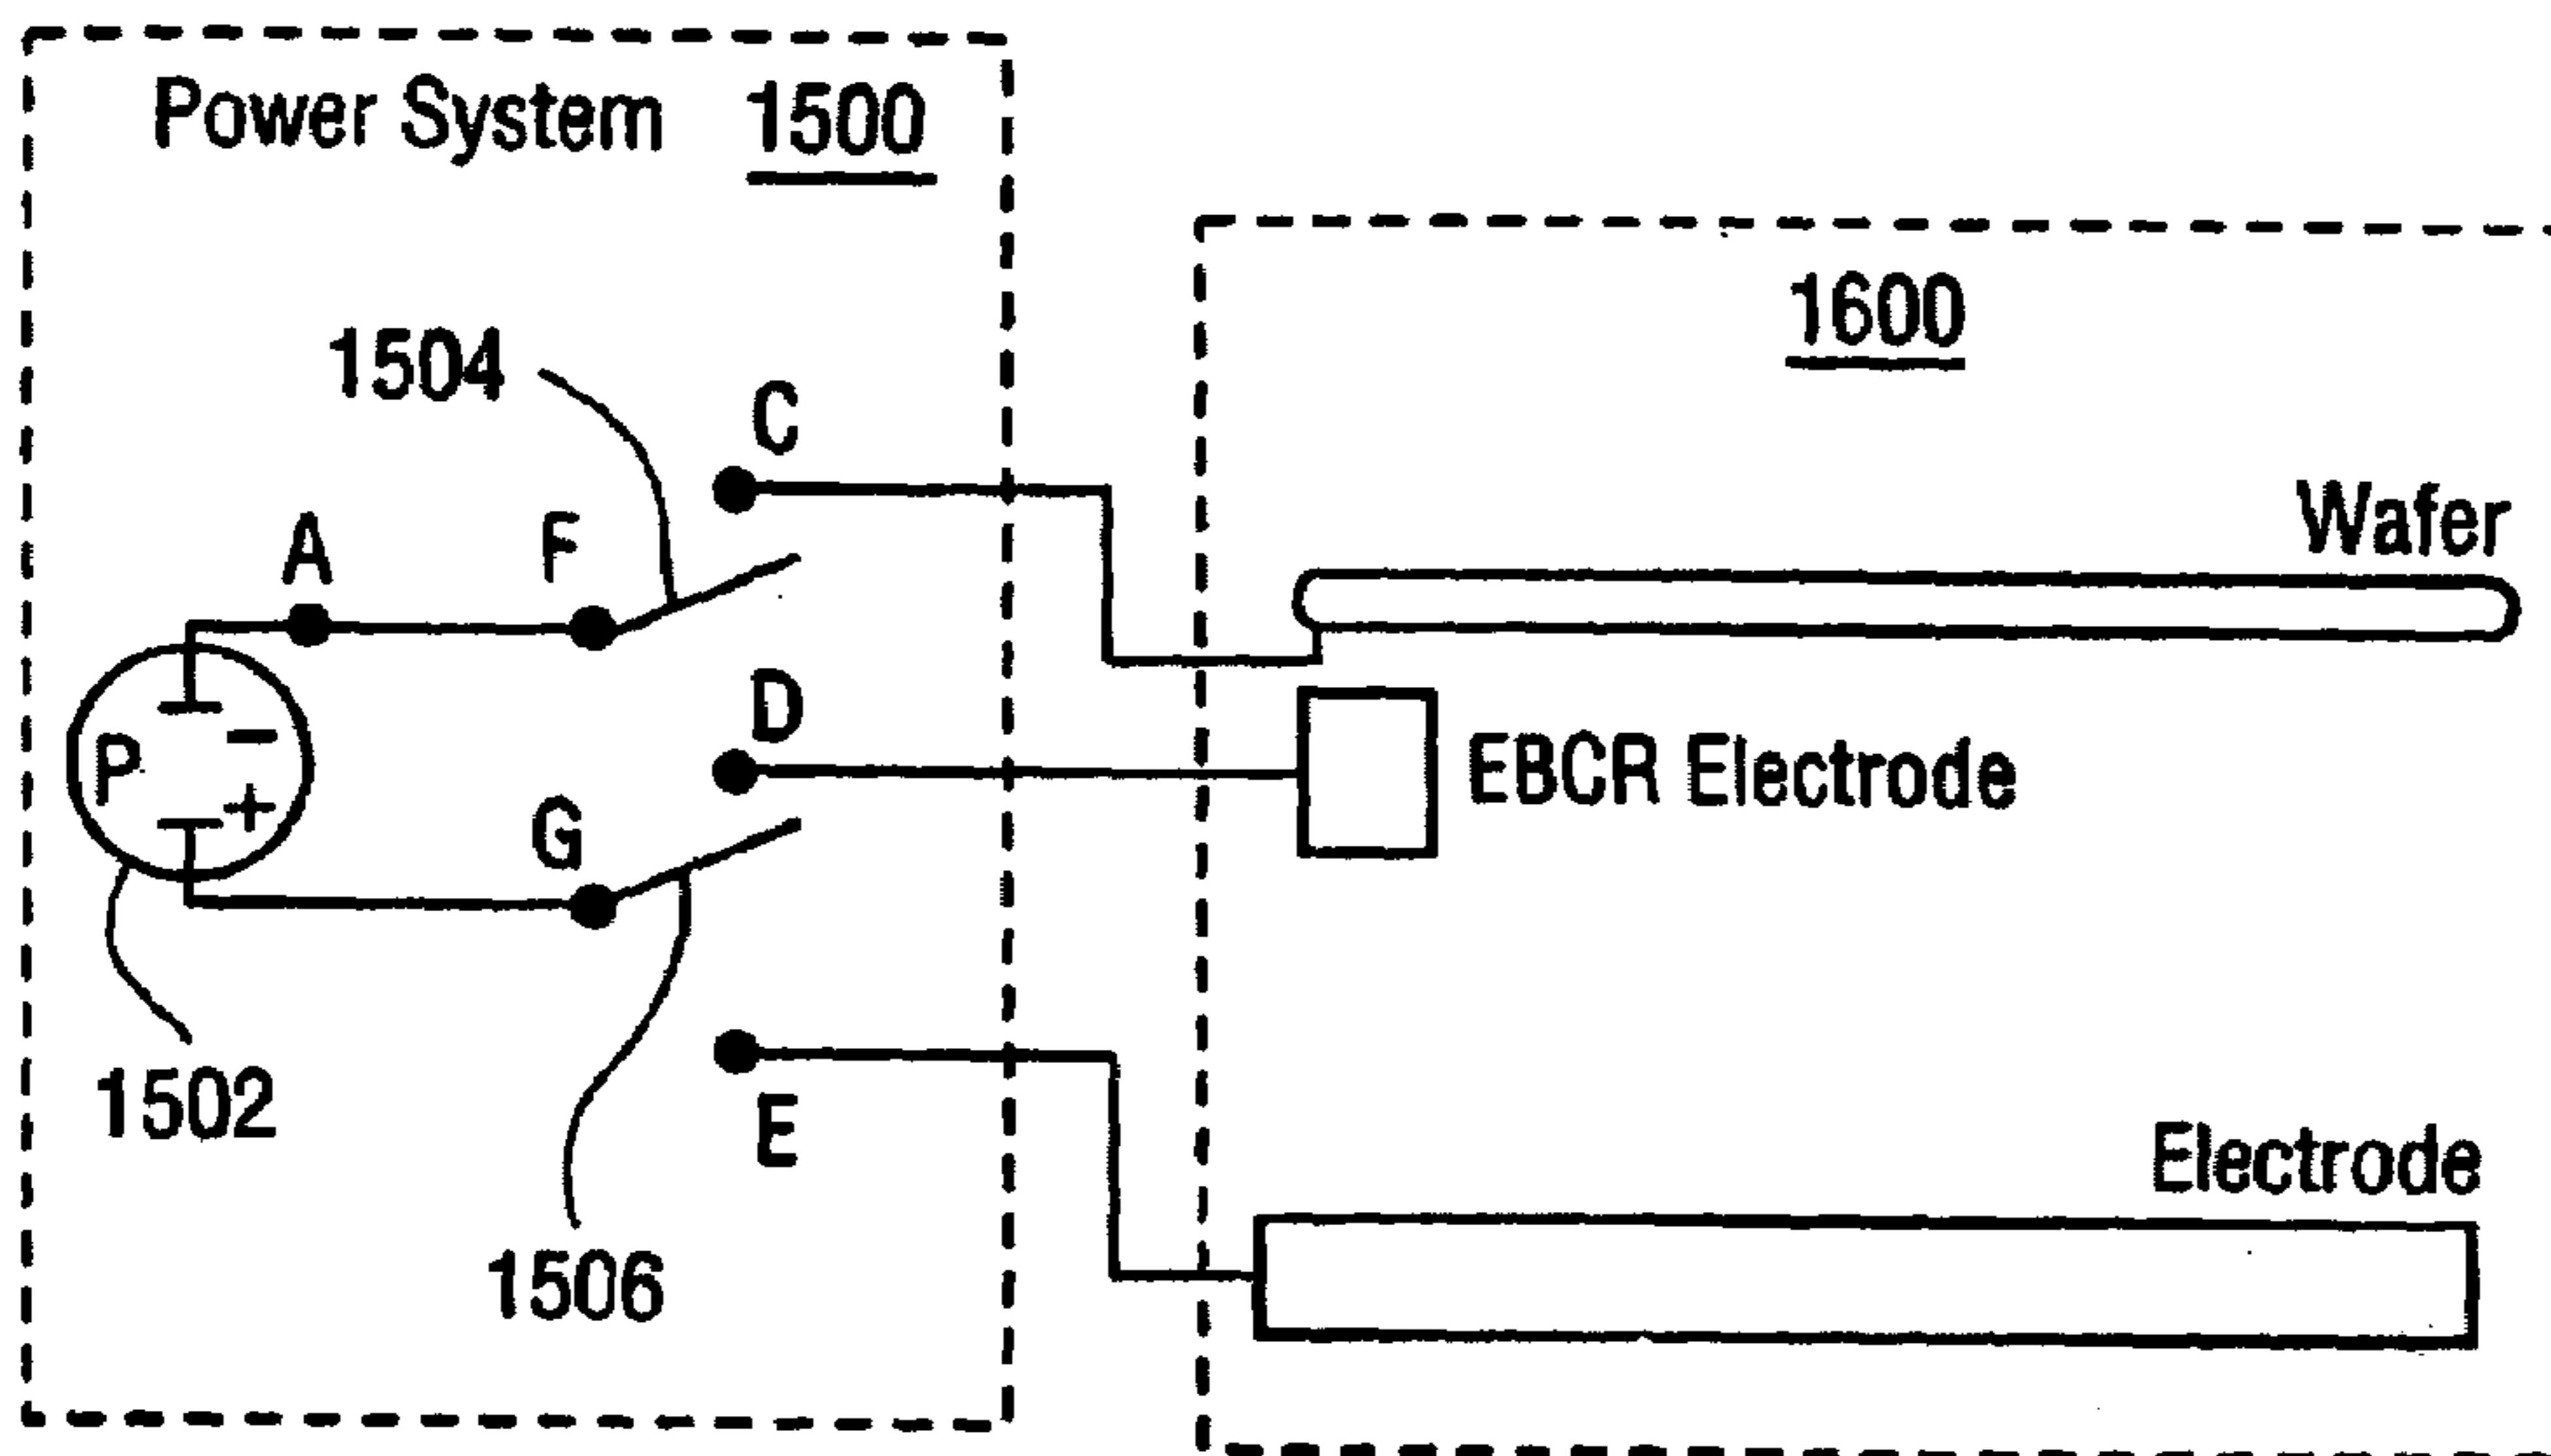 Power System 1500
1600
1504
C
A
F
Wafer
D
P
-
+
EBCR Electrode
G
1502
E
Electrode
1506